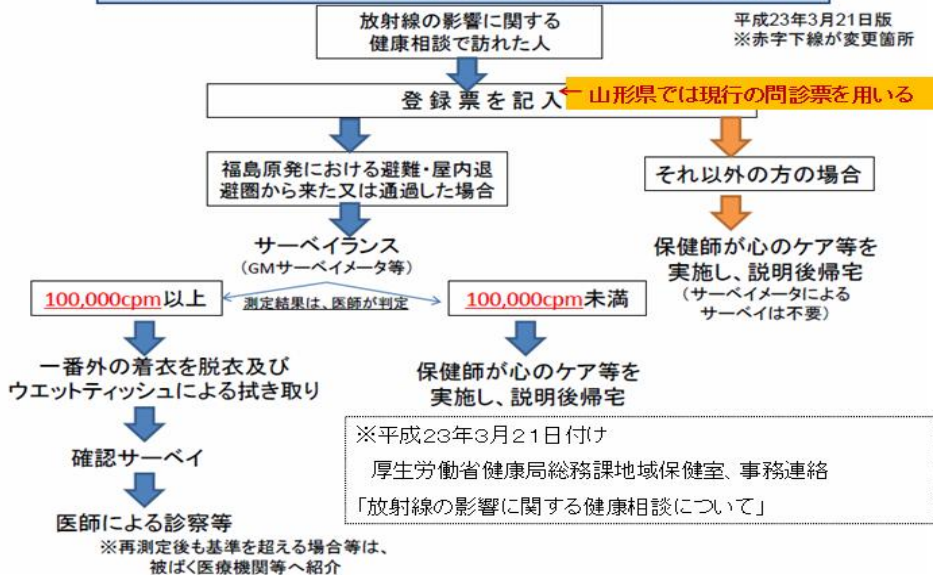 放射線の影響に関する
健康相談で訪れた人
平成23年3月21日版
※赤字下線が変更箇所
登録票を記入
←山形県では現行の問診票を用いる
福島原発における避難・屋内退
避圏から来た又は通過した場合
それ以外の方の場合
サーベイランス
(GMサーベイメータ等)
保健師が心のケア等を
実施し、説明後帰宅
(サーベイメータによる
サーベイは不要)
100,000cpm以上
測定結果は、医師が判定
100,000cpm未満
一番外の着衣を脱衣及び
ウエットティッシュによる拭き取り
保健師が心のケア等を
実施し、説明後帰宅
確認サーベイ
医師による診察等
※再測定後も基準を超える場合等は、
被ばく医療機関等へ紹介
※平成23年3月21日付け
厚生労働省健康局総務課地域保健室、事務連絡
「放射線の影響に関する健康相談について」